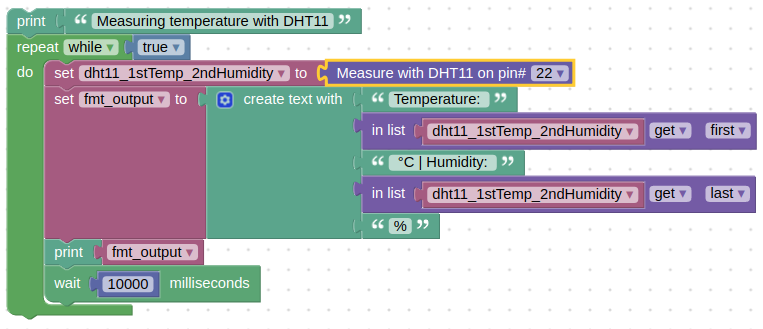 print “ Measuring temperature with DHT11 ”
repeat while ▾ true ▾
do set dht11_1stTemp_2ndHumidity ▾ to Measure with DHT11 on pin# 22 ▾
set fmt_output ▾ to create text with “ Temperature: ”
in list dht11_1stTemp_2ndHumidity ▾ get ▾ first ▾
“ °C | Humidity: ”
in list dht11_1stTemp_2ndHumidity ▾ get ▾ last ▾
“ % ”
print fmt_output ▾
wait 10000 milliseconds